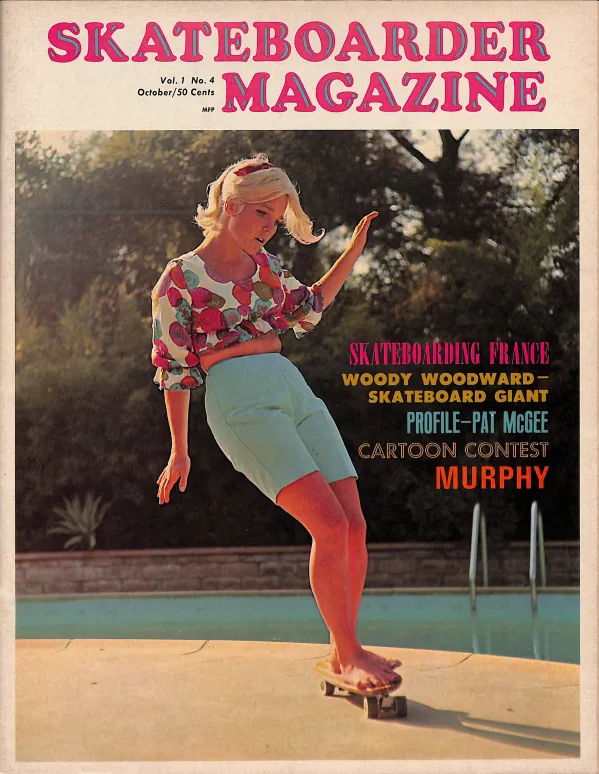 SKATEBOARDER
MAGAZINE
Vol. 1 No. 4
October/50 Cents
MFP
SKATEBOARDING FRANCE
WOODY WOODWARD—
SKATEBOARD GIANT
PROFILE—PAT McGEE
CARTOON CONTEST
MURPHY